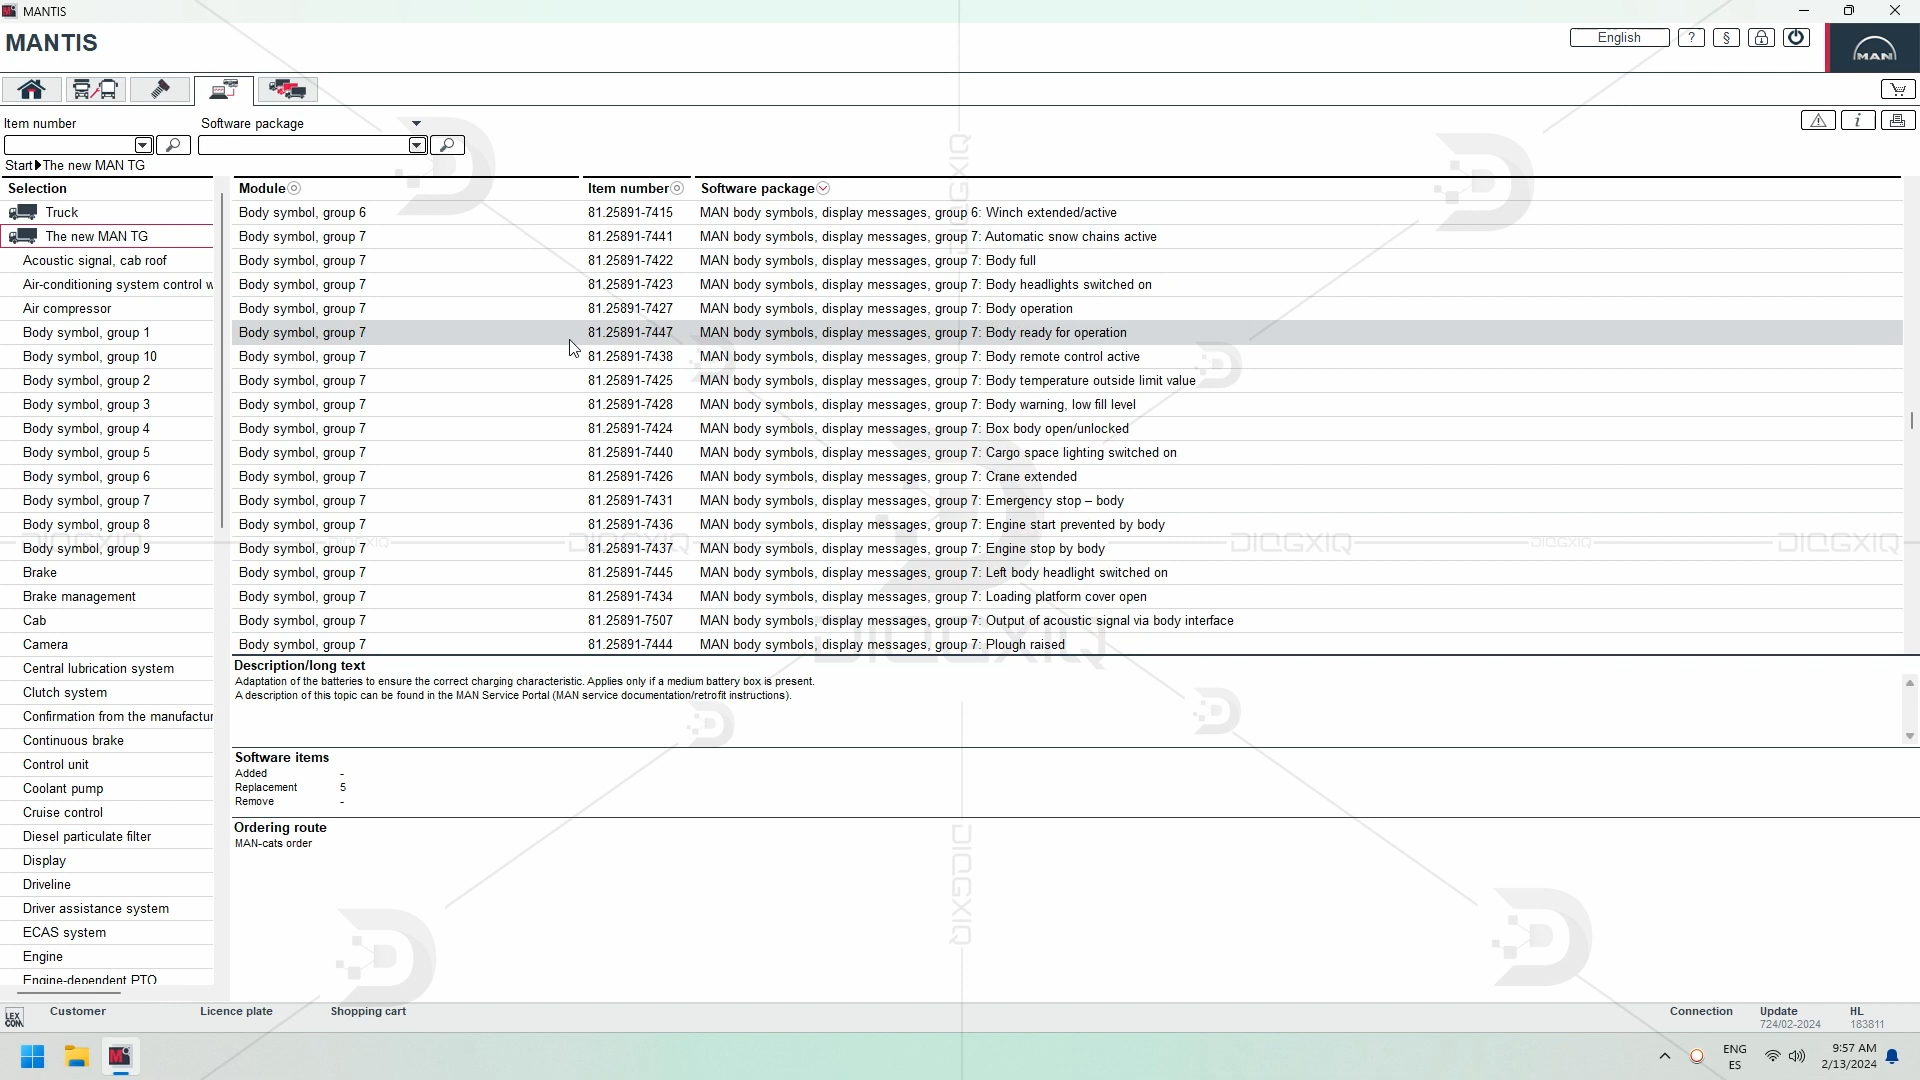 MANTIS
MANTIS
English
?
§
MAN
Item number
Software package
i
Start▶The new MAN TG
Selection
Module
Item number
Software package
Truck
Body symbol, group 6 81.25891-7415 MAN body symbols, display messages, group 6: Winch extended/active
The new MAN TG
Body symbol, group 7 81.25891-7441 MAN body symbols, display messages, group 7: Automatic snow chains active
Acoustic signal, cab roof
Body symbol, group 7 81.25891-7422 MAN body symbols, display messages, group 7: Body full
Air-conditioning system control w
Body symbol, group 7 81.25891-7423 MAN body symbols, display messages, group 7: Body headlights switched on
Air compressor
Body symbol, group 7 81.25891-7427 MAN body symbols, display messages, group 7: Body operation
Body symbol, group 1
Body symbol, group 7 81.25891-7447 MAN body symbols, display messages, group 7: Body ready for operation
Body symbol, group 10
Body symbol, group 7 81.25891-7438 MAN body symbols, display messages, group 7: Body remote control active
Body symbol, group 2
Body symbol, group 7 81.25891-7425 MAN body symbols, display messages, group 7: Body temperature outside limit value
Body symbol, group 3
Body symbol, group 7 81.25891-7428 MAN body symbols, display messages, group 7: Body warning, low fill level
Body symbol, group 4
Body symbol, group 7 81.25891-7424 MAN body symbols, display messages, group 7: Box body open/unlocked
Body symbol, group 5
Body symbol, group 7 81.25891-7440 MAN body symbols, display messages, group 7: Cargo space lighting switched on
Body symbol, group 6
Body symbol, group 7 81.25891-7426 MAN body symbols, display messages, group 7: Crane extended
Body symbol, group 7
Body symbol, group 7 81.25891-7431 MAN body symbols, display messages, group 7: Emergency stop – body
Body symbol, group 8
Body symbol, group 7 81.25891-7436 MAN body symbols, display messages, group 7: Engine start prevented by body
Body symbol, group 9
Body symbol, group 7 81.25891-7437 MAN body symbols, display messages, group 7: Engine stop by body
Brake
Body symbol, group 7 81.25891-7445 MAN body symbols, display messages, group 7: Left body headlight switched on
Brake management
Body symbol, group 7 81.25891-7434 MAN body symbols, display messages, group 7: Loading platform cover open
Cab
Body symbol, group 7 81.25891-7507 MAN body symbols, display messages, group 7: Output of acoustic signal via body interface
Camera
Body symbol, group 7 81.25891-7444 MAN body symbols, display messages, group 7: Plough raised
Central lubrication system
Clutch system
Confirmation from the manufactur
Continuous brake
Control unit
Coolant pump
Cruise control
Diesel particulate filter
Display
Driveline
Driver assistance system
ECAS system
Engine
Engine-dependent PTO
Description/long text
Adaptation of the batteries to ensure the correct charging characteristic. Applies only if a medium battery box is present.
A description of this topic can be found in the MAN Service Portal (MAN service documentation/retrofit instructions).
Software items
Added -
Replacement 5
Remove -
Ordering route
MAN-cats order
DIAGXIQ
DIAGXIQ
DIAGXIQ
DIAGXIQ
DIAGXIQ
DIAGXIQ
DIAGXIQ
DIAGXIQ
DIAGXIQ
LEX
COM
Customer
Licence plate
Shopping cart
Connection
Update
724/02-2024
HL
183811
ENG
ES
9:57 AM
2/13/2024